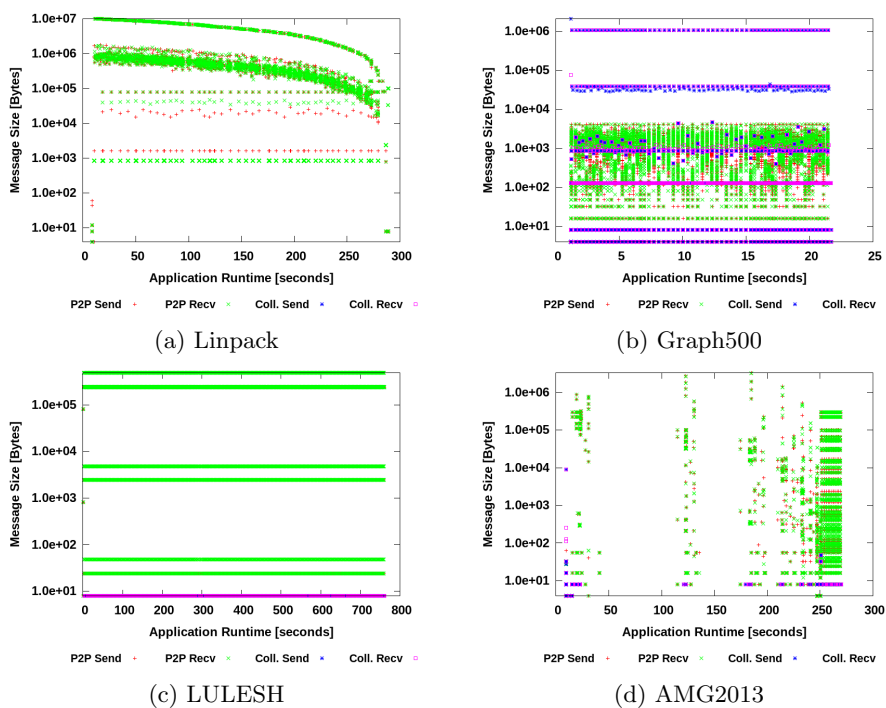 Message Size [Bytes]
1.0e+07
1.0e+06
1.0e+05
1.0e+04
1.0e+03
1.0e+02
1.0e+01
0 50 100 150 200 250 300
Application Runtime [seconds]
P2P Send P2P Recv Coll. Send Coll. Recv
(a) Linpack
Message Size [Bytes]
1.0e+06
1.0e+05
1.0e+04
1.0e+03
1.0e+02
1.0e+01
0 5 10 15 20 25
Application Runtime [seconds]
P2P Send P2P Recv Coll. Send Coll. Recv
(b) Graph500
Message Size [Bytes]
1.0e+05
1.0e+04
1.0e+03
1.0e+02
1.0e+01
0 100 200 300 400 500 600 700 800
Application Runtime [seconds]
P2P Send P2P Recv Coll. Send Coll. Recv
(c) LULESH
Message Size [Bytes]
1.0e+06
1.0e+05
1.0e+04
1.0e+03
1.0e+02
1.0e+01
0 50 100 150 200 250 300
Application Runtime [seconds]
P2P Send P2P Recv Coll. Send Coll. Recv
(d) AMG2013